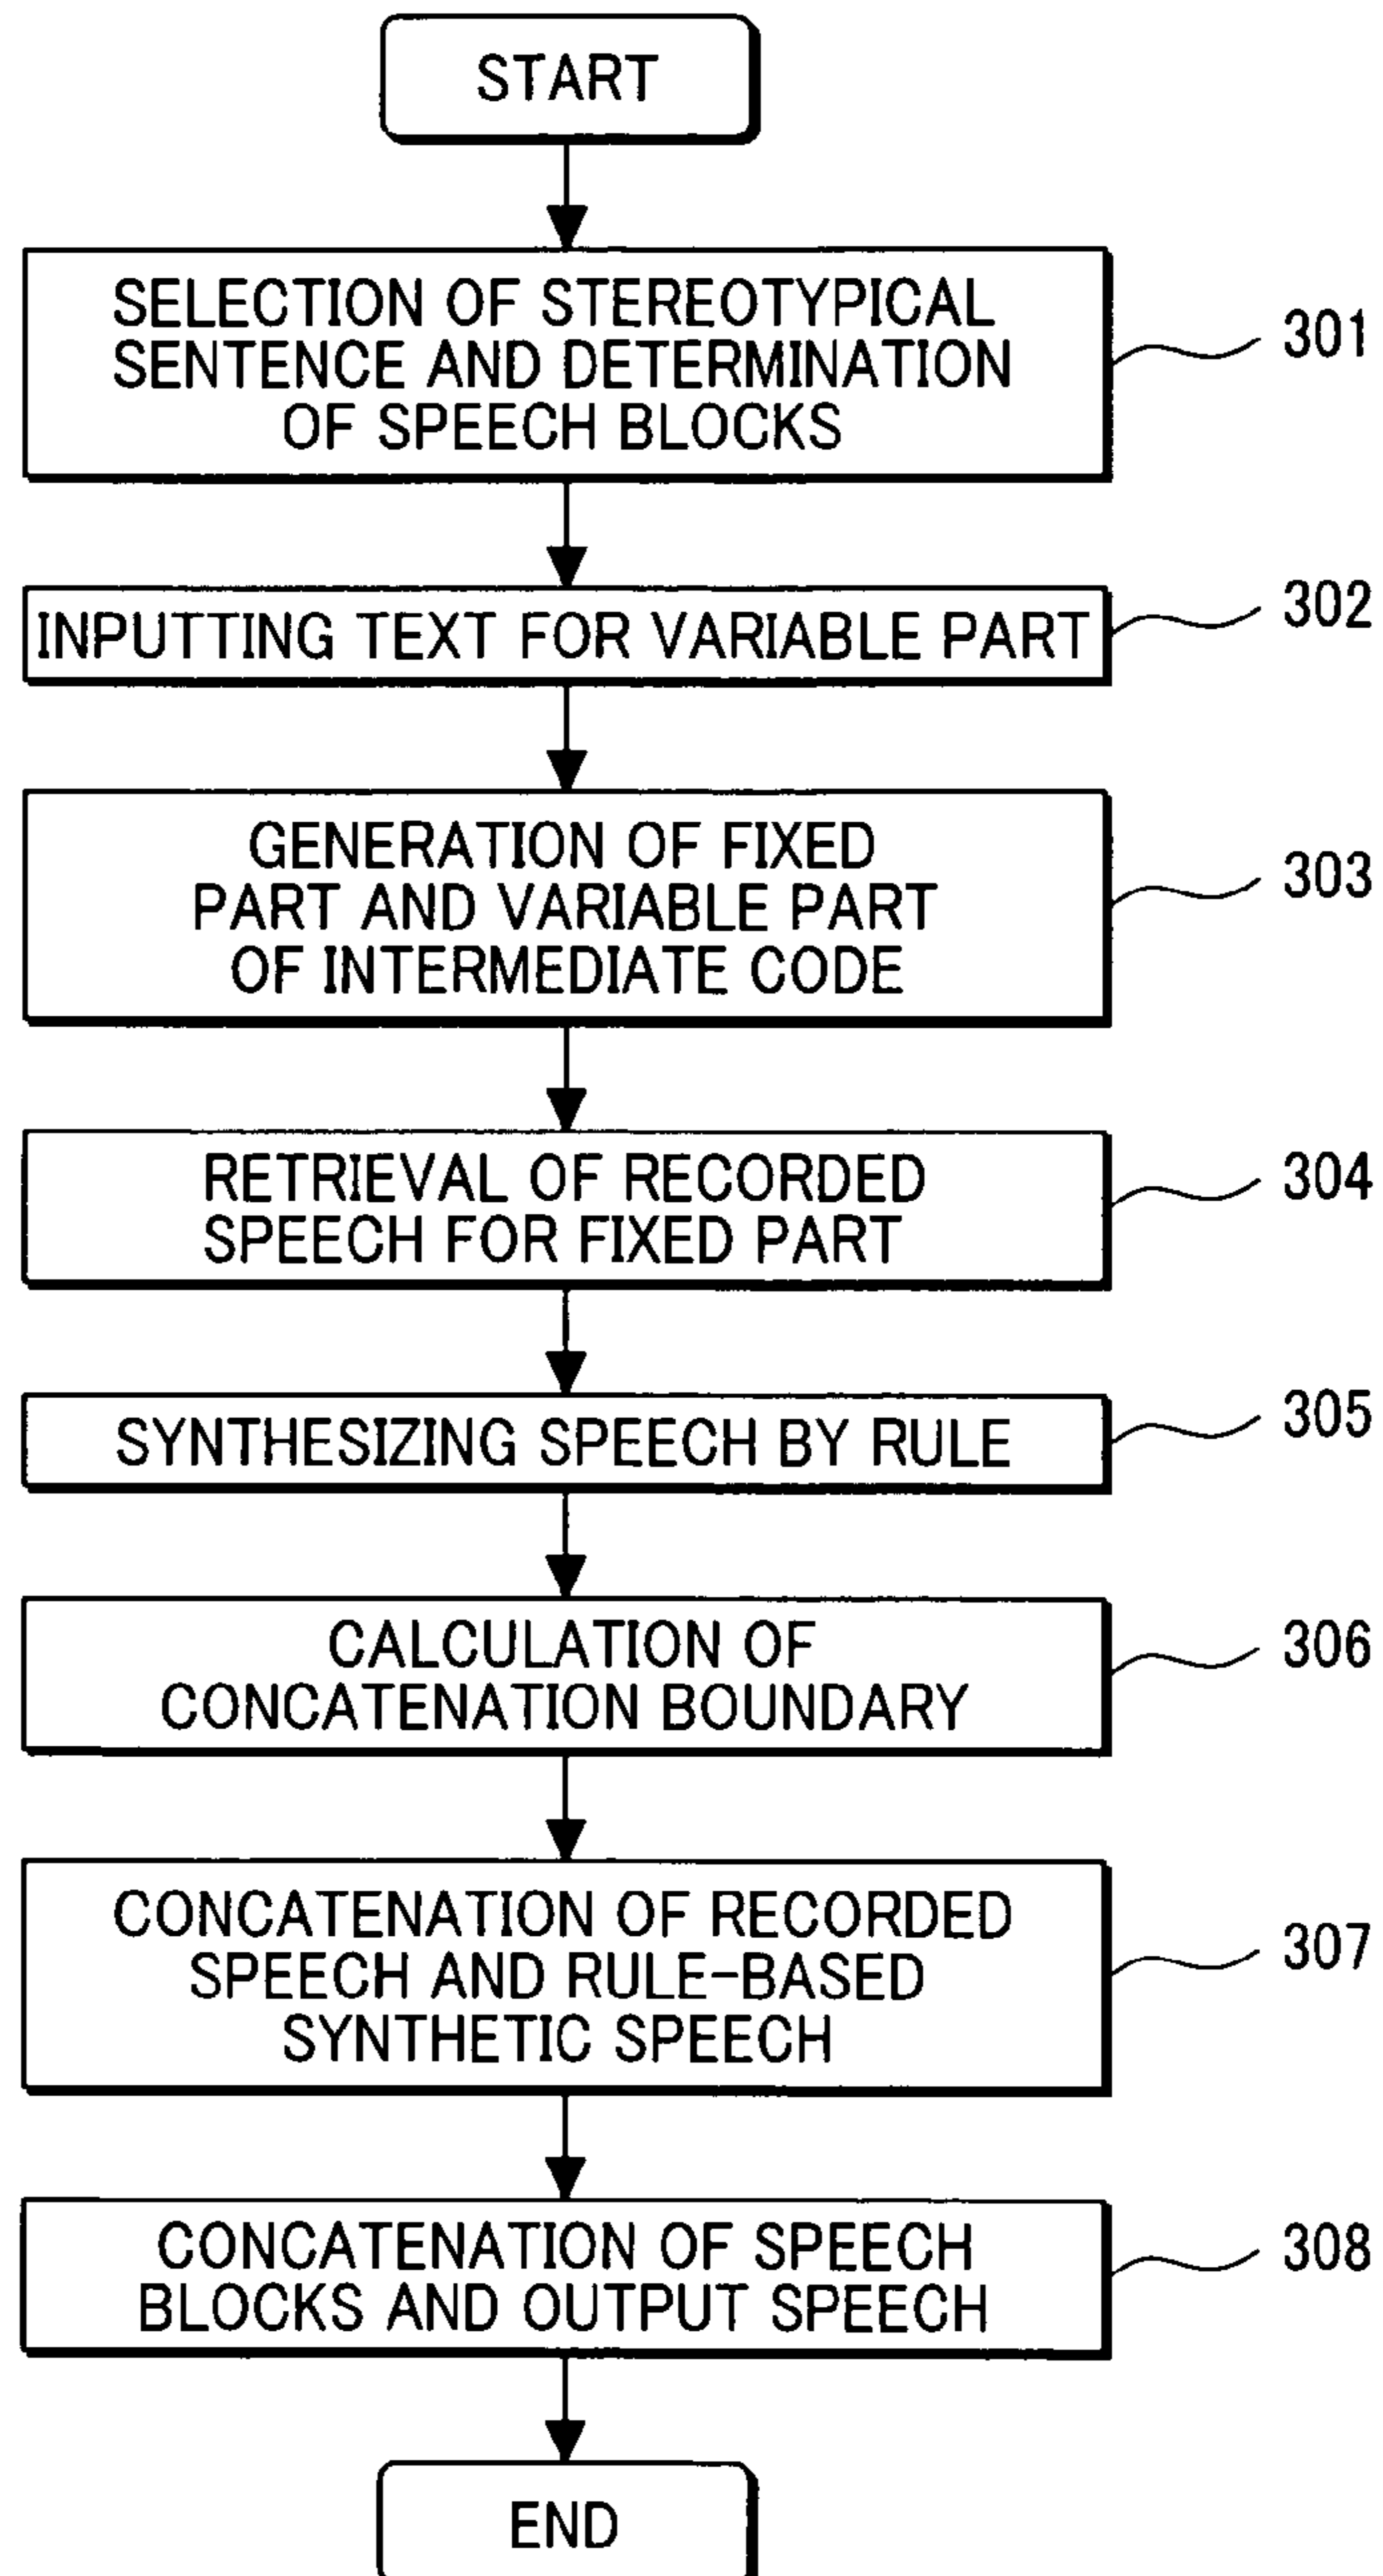 START
SELECTION OF STEREOTYPICAL
SENTENCE AND DETERMINATION
OF SPEECH BLOCKS
301
INPUTTING TEXT FOR VARIABLE PART
302
GENERATION OF FIXED
PART AND VARIABLE PART
OF INTERMEDIATE CODE
303
RETRIEVAL OF RECORDED
SPEECH FOR FIXED PART
304
SYNTHESIZING SPEECH BY RULE
305
CALCULATION OF
CONCATENATION BOUNDARY
306
CONCATENATION OF RECORDED
SPEECH AND RULE-BASED
SYNTHETIC SPEECH
307
CONCATENATION OF SPEECH
BLOCKS AND OUTPUT SPEECH
308
END